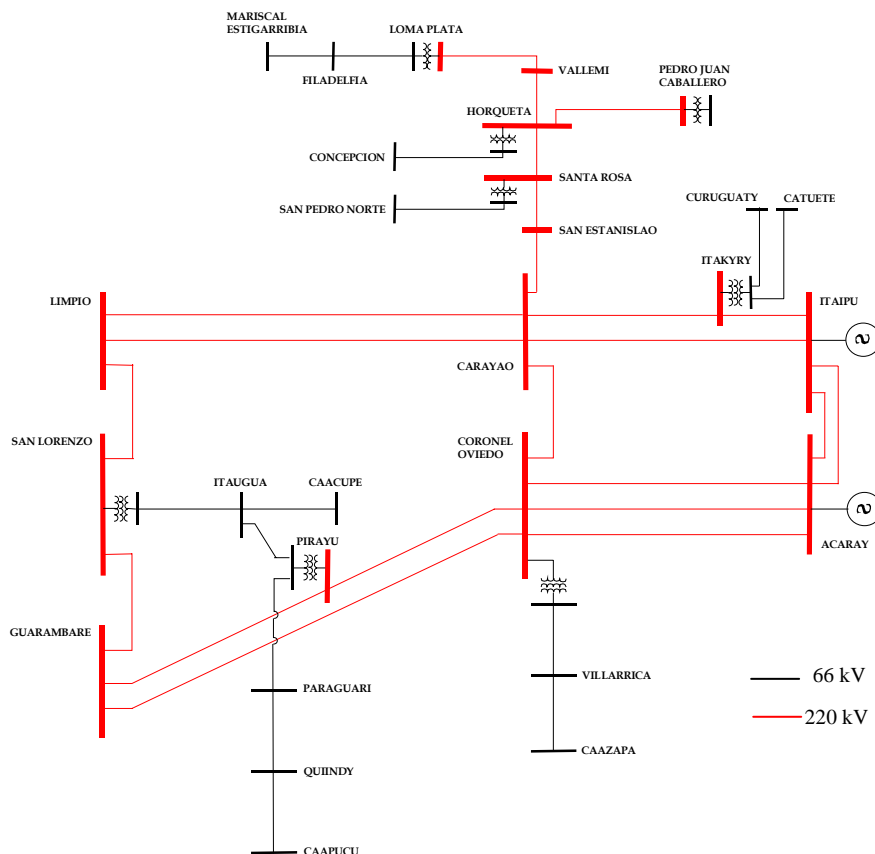 MARISCAL
ESTIGARRIBIA
LOMA PLATA
FILADELFIA
VALLEMI
PEDRO JUAN
CABALLERO
HORQUETA
CONCEPCION
SANTA ROSA
SAN PEDRO NORTE
CURUGUATY
CATUETE
SAN ESTANISLAO
ITAKYRY
LIMPIO
ITAIPU
CARAYAO
SAN LORENZO
CORONEL
OVIEDO
ITAUGUA
CAACUPE
PIRAYU
ACARAY
GUARAMBARE
VILLARRICA
66 kV
PARAGUARI
220 kV
CAAZAPA
QUIINDY
CAAPUCU